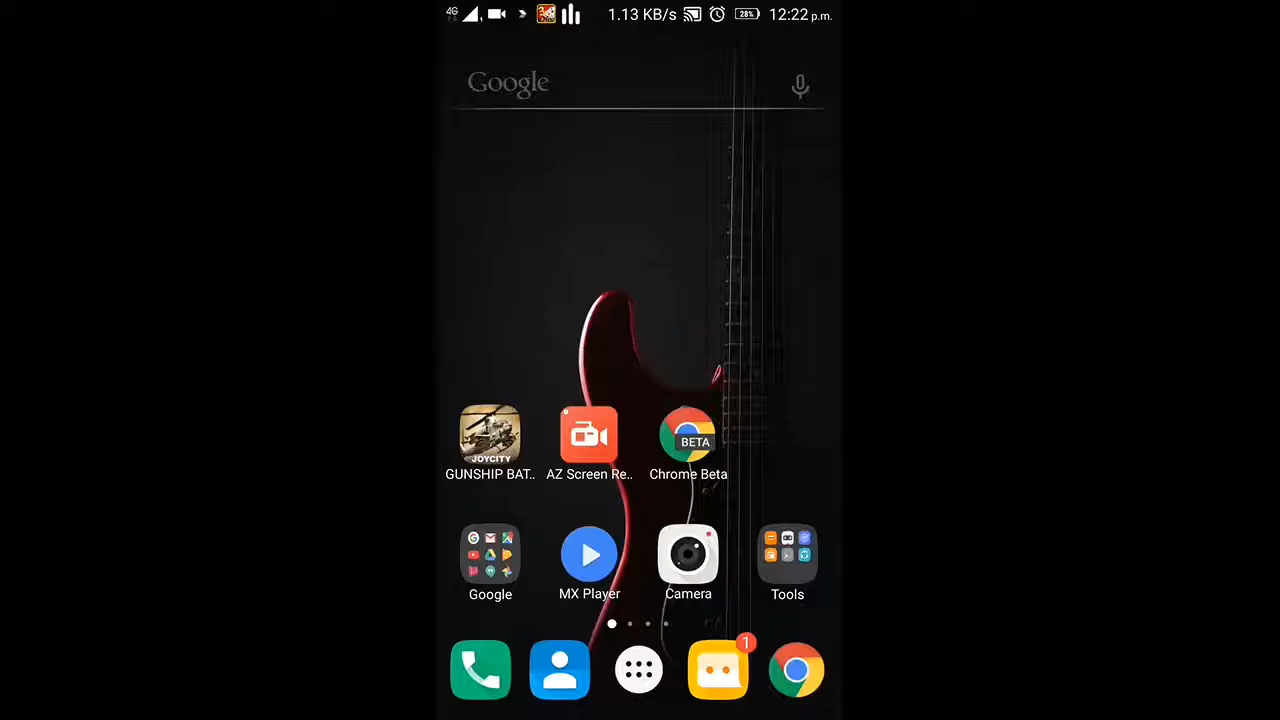 4G 1.13 KB/s 28% 12:22 p.m.
Google
JOYCITY
BETA
GUNSHIP BAT.. AZ Screen Re.. Chrome Beta
Google MX Player Camera Tools
1